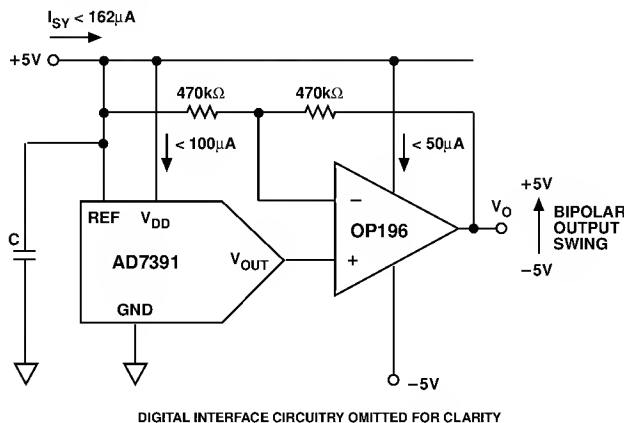 I_SY < 162µA
+5V
470kΩ
470kΩ
< 100µA
< 50µA
REF
V_DD
C
AD7391
V_OUT
GND
−
+
OP196
V_O
+5V
−5V
BIPOLAR
OUTPUT
SWING
−5V
DIGITAL INTERFACE CIRCUITRY OMITTED FOR CLARITY